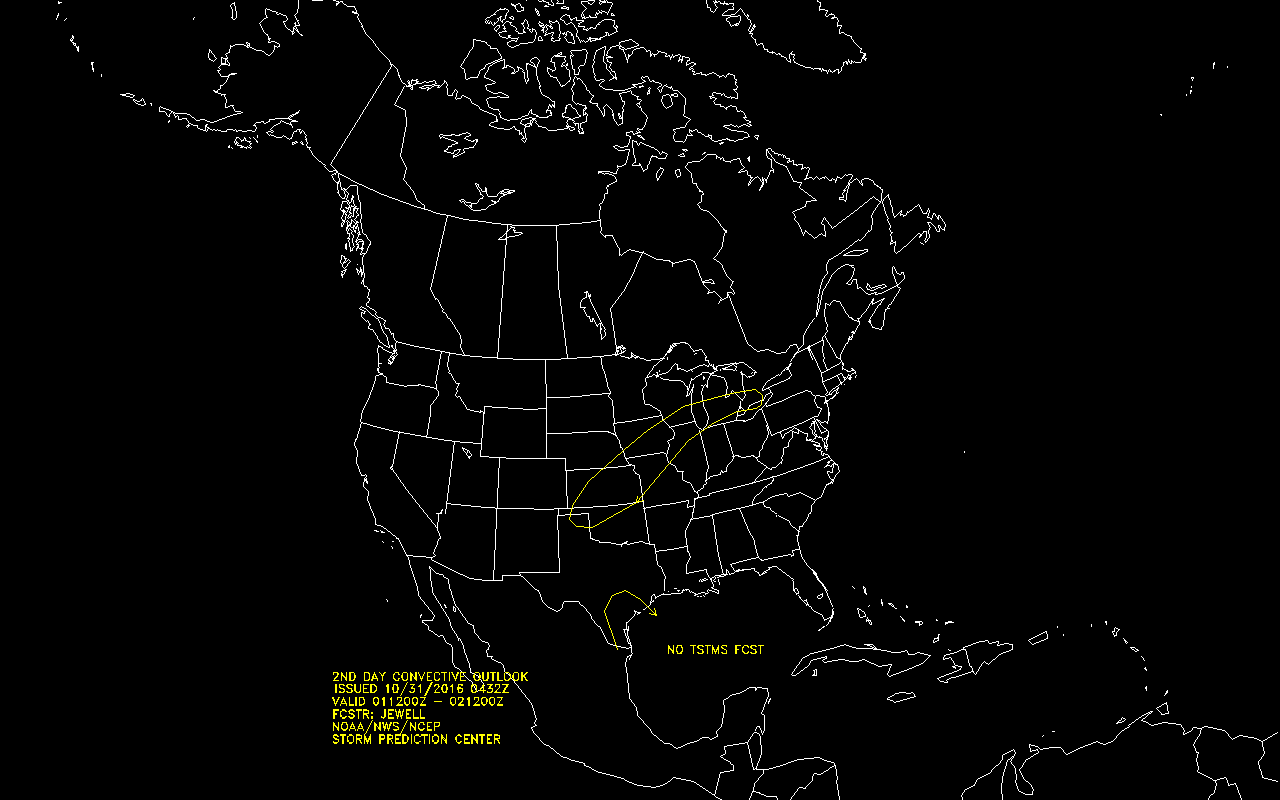 NO TSTMS FCST
2ND DAY CONVECTIVE OUTLOOK
ISSUED 10/31/2016 0432Z
VALID 011200Z – 021200Z
FCSTR: JEWELL
NOAA/NWS/NCEP
STORM PREDICTION CENTER